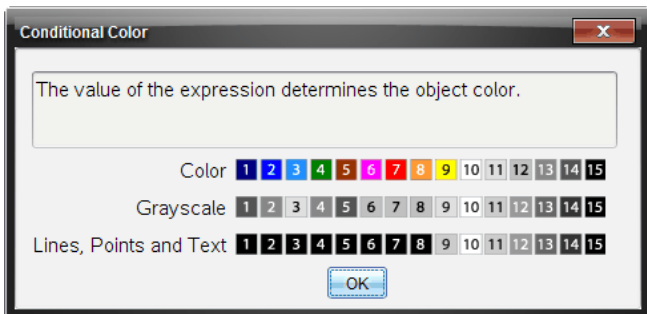 Conditional Color
The value of the expression determines the object color.
Color 1 2 3 4 5 6 7 8 9 10 11 12 13 14 15
Grayscale 1 2 3 4 5 6 7 8 9 10 11 12 13 14 15
Lines, Points and Text 1 2 3 4 5 6 7 8 9 10 11 12 13 14 15
OK